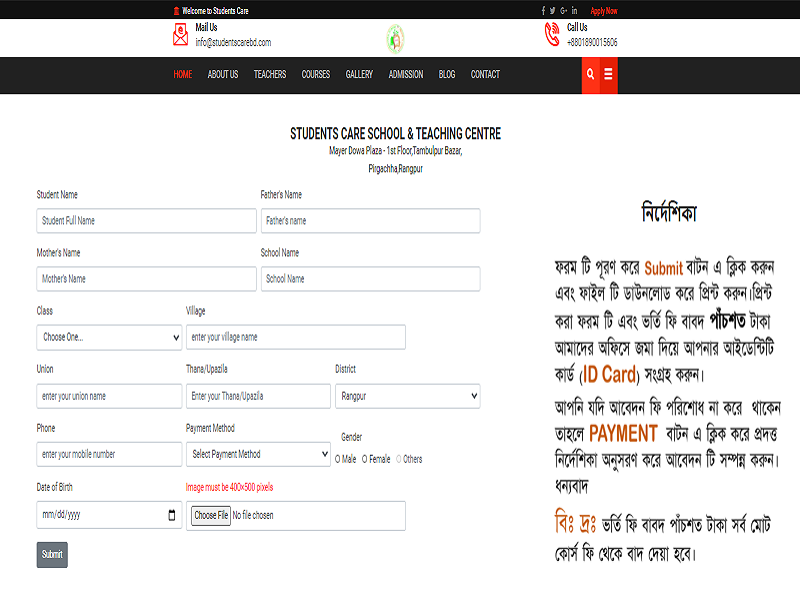 Welcome to Students Care
Apply Now
Mail Us
info@studentscarebd.com
Call Us
+8801890015606
HOME ABOUT US TEACHERS COURSES GALLERY ADMISSION BLOG CONTACT
STUDENTS CARE SCHOOL & TEACHING CENTRE
Mayer Dowa Plaza - 1st Floor,Tambulpur Bazar,
Pirgachha,Rangpur
Student Name Father's Name
Student Full Name Father's name
Mother's Name School Name
Mother's Name School Name
Class Village
Choose One... enter your village name
Union Thana/Upazila District
enter your union name Enter your Thana/Upazila Rangpur
Phone Payment Method Gender
enter your mobile number Select Payment Method Male Female Others
Date of Birth Image must be 400×500 pixels
mm/dd/yyyy Choose File No file chosen
Submit
নির্দেশিকা
ফরম টি পূরণ করে Submit বাটন এ ক্লিক করুন
এবং ফাইল টি ডাউনলোড করে প্রিন্ট করুন।প্রিন্ট
করা ফরম টি এবং ভর্তি ফি বাবদ পাঁচশত টাকা
আমাদের অফিসে জমা দিয়ে আপনার আইডেন্টিটি
কার্ড (ID Card) সংগ্রহ করুন।
আপনি যদি আবেদন ফি পরিশোধ না করে থাকেন
তাহলে PAYMENT বাটন এ ক্লিক করে প্রদত্ত
নির্দেশিকা অনুসরণ করে আবেদন টি সম্পন্ন করুন।
ধন্যবাদ
বিঃ দ্রঃ ভর্তি ফি বাবদ পাঁচশত টাকা সর্ব মোট
কোর্স ফি থেকে বাদ দেয়া হবে।